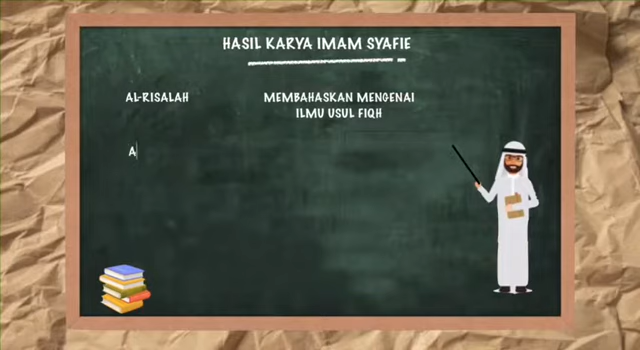 HASIL KARYA IMAM SYAFIE
AL-RISALAH
MEMBAHASKAN MENGENAI
ILMU USUL FIQH
A